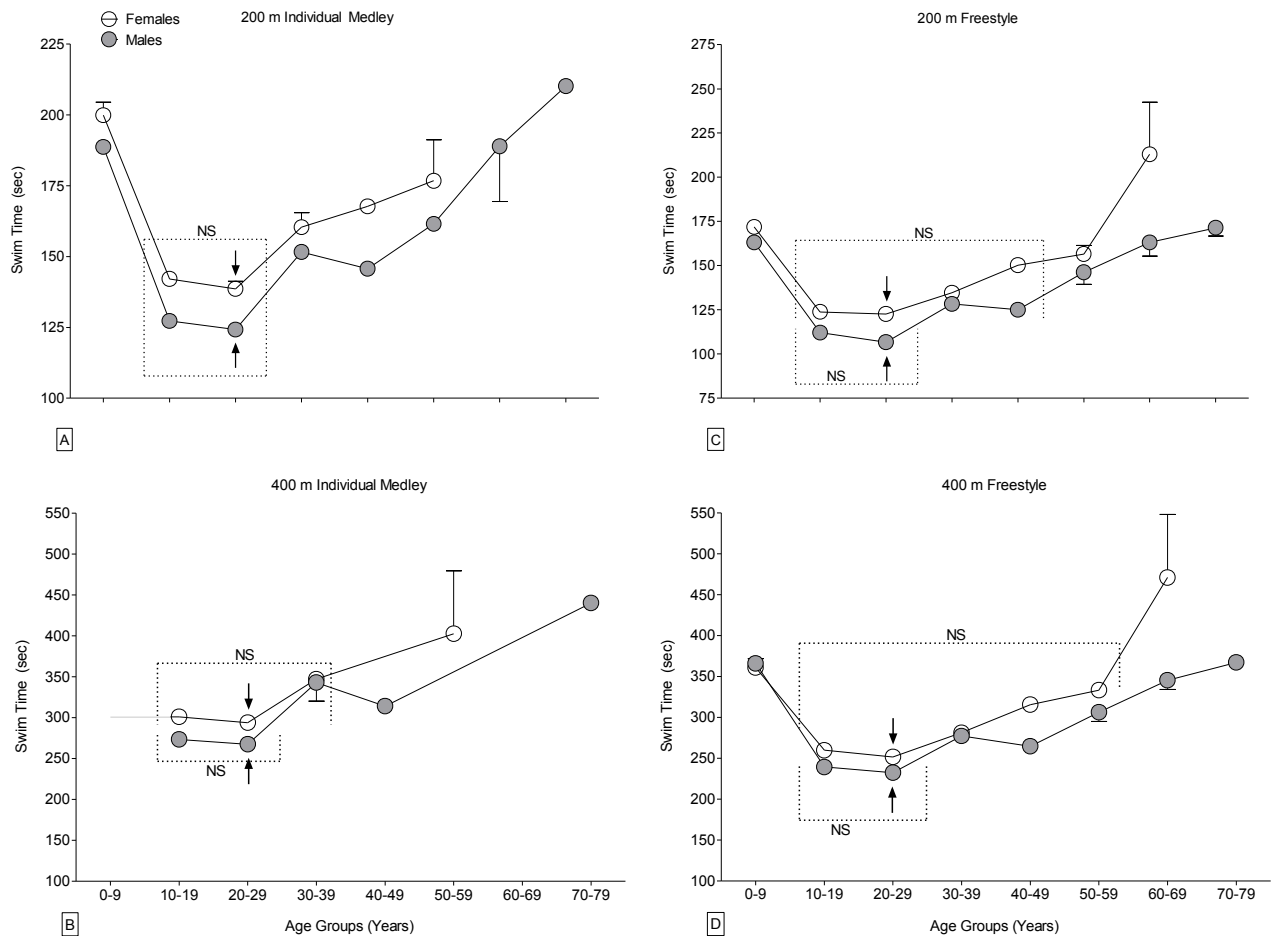 200 m Individual Medley
Females
Males
225
200
175
150
125
100
Swim Time (sec)
NS
A
200 m Freestyle
275
250
225
200
175
150
125
100
75
Swim Time (sec)
NS
NS
C
400 m Individual Medley
550
500
450
400
350
300
250
200
150
100
Swim Time (sec)
NS
NS
0-9 10-19 20-29 30-39 40-49 50-59 60-69 70-79
B
Age Groups (Years)
400 m Freestyle
550
500
450
400
350
300
250
200
150
100
Swim Time (sec)
NS
NS
0-9 10-19 20-29 30-39 40-49 50-59 60-69 70-79
D
Age Groups (Years)